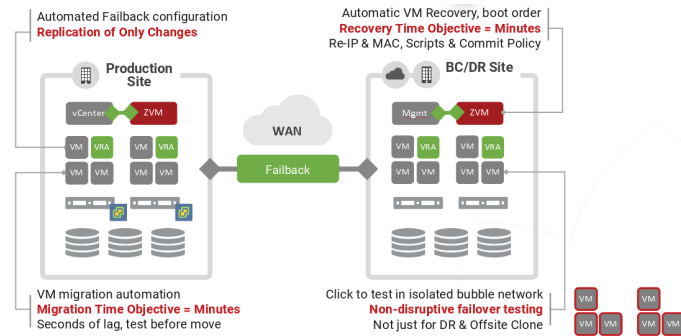 Automated Failback configuration
Replication of Only Changes
Automatic VM Recovery, boot order
Recovery Time Objective = Minutes
Re-IP & MAC, Scripts & Commit Policy
Production
Site
BC/DR Site
vCenter
ZVM
WAN
Mgmt
ZVM
VM VRA VM VRA
VM VRA VM VRA
VM VM VM VM
Failback
VM VM VM VM
VM migration automation
Migration Time Objective = Minutes
Seconds of lag, test before move
Click to test in isolated bubble network
Non-disruptive failover testing
Not just for DR & Offsite Clone
VM VM
VM VM VM VM